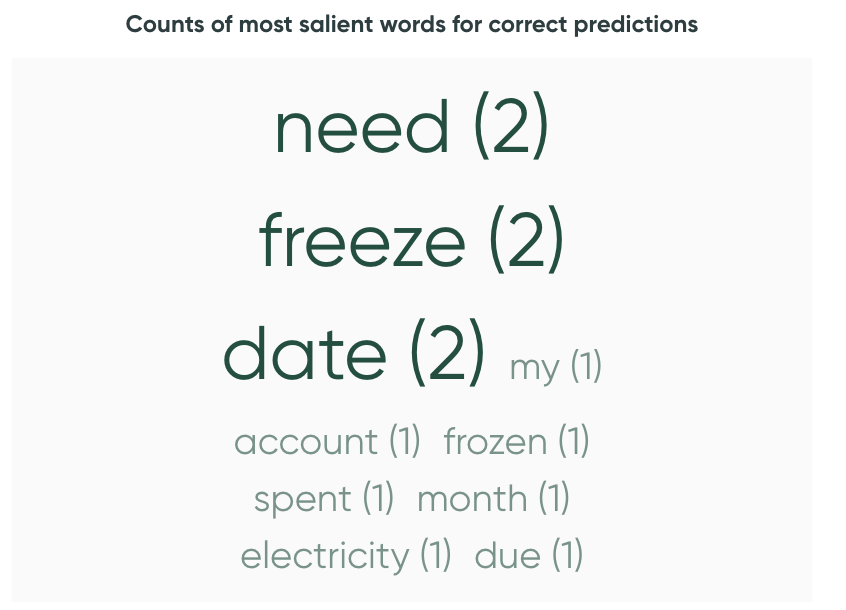 Counts of most salient words for correct predictions
need (2)
freeze (2)
date (2) my (1)
account (1) frozen (1)
spent (1) month (1)
electricity (1) due (1)